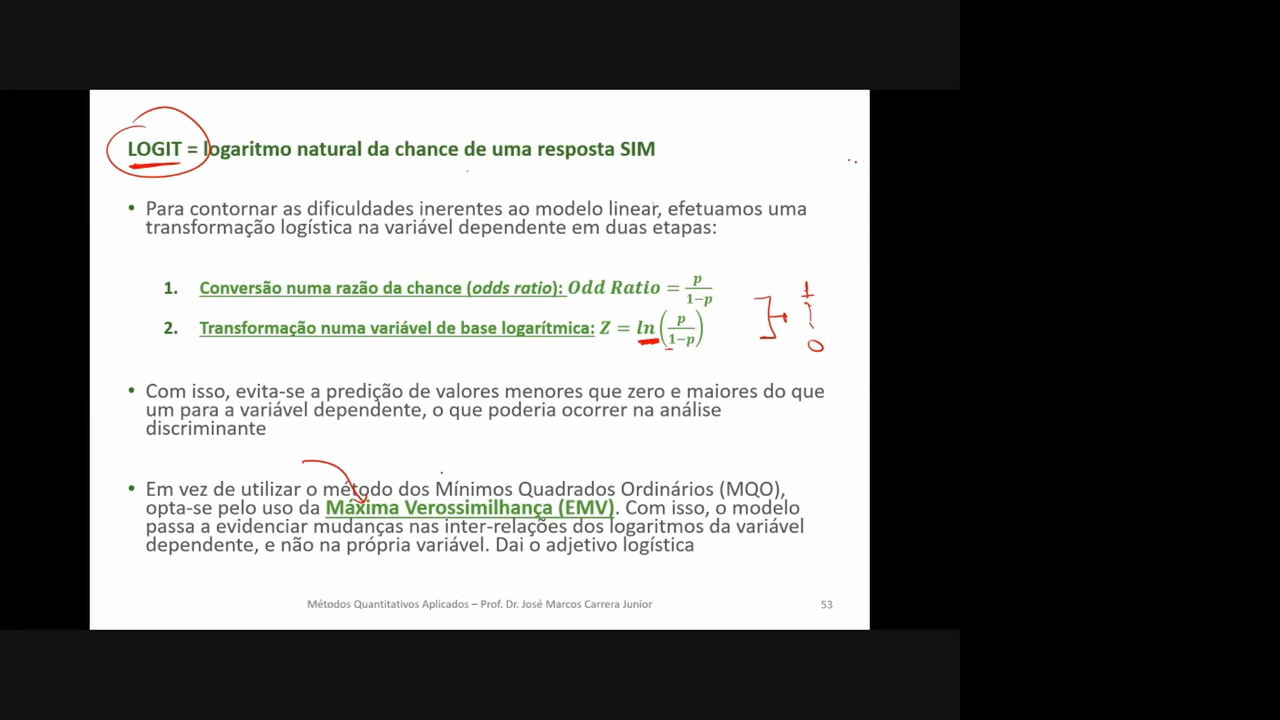 LOGIT = logaritmo natural da chance de uma resposta SIM
• Para contornar as dificuldades inerentes ao modelo linear, efetuamos uma
transformação logística na variável dependente em duas etapas:
1. Conversão numa razão da chance (odds ratio): Odd Ratio = p/(1−p)
2. Transformação numa variável de base logarítmica: Z = ln(p/(1−p))
1
0
• Com isso, evita-se a predição de valores menores que zero e maiores do que
um para a variável dependente, o que poderia ocorrer na análise
discriminante
• Em vez de utilizar o método dos Mínimos Quadrados Ordinários (MQO),
opta-se pelo uso da Máxima Verossimilhança (EMV). Com isso, o modelo
passa a evidenciar mudanças nas inter-relações dos logaritmos da variável
dependente, e não na própria variável. Dai o adjetivo logística
Métodos Quantitativos Aplicados – Prof. Dr. José Marcos Carrera Junior 53